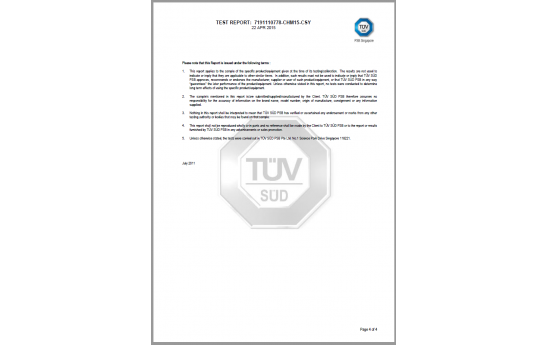 TEST REPORT: 7191110778-CHM15-CSY
22 APR 2015
TÜV
SÜD
PSB Singapore
Please note that this Report is issued under the following terms:
1. This report applies to the sample of the specific product/equipment given at the time of its testing/calibration. The results are not used to
indicate or imply that they are applicable to other similar items. In addition, such results must not be used to indicate or imply that TÜV SÜD
PSB approves, recommends or endorses the manufacturer, supplier or user of such product/equipment, or that TÜV SÜD PSB in any way
"guarantees" the later performance of the product/equipment. Unless otherwise stated in this report, no tests were conducted to determine
long term effects of using the specific product/equipment.
2. The sample/s mentioned in this report is/are submitted/supplied/manufactured by the Client. TÜV SÜD PSB therefore assumes no
responsibility for the accuracy of information on the brand name, model number, origin of manufacture, consignment or any information
supplied.
3. Nothing in this report shall be interpreted to mean that TÜV SÜD PSB has verified or ascertained any endorsement or marks from any other
testing authority or bodies that may be found on that sample.
4. This report shall not be reproduced wholly or in parts and no reference shall be made by any Client to TÜV SÜD PSB or to the report or results
furnished by TÜV SÜD PSB in any advertisements or sales promotion.
5. Unless otherwise stated, the tests were carried out in TÜV SÜD PSB Pte Ltd, No.1 Science Park Drive Singapore 118221.
July 2011
TÜV
SÜD
Page 4 of 4